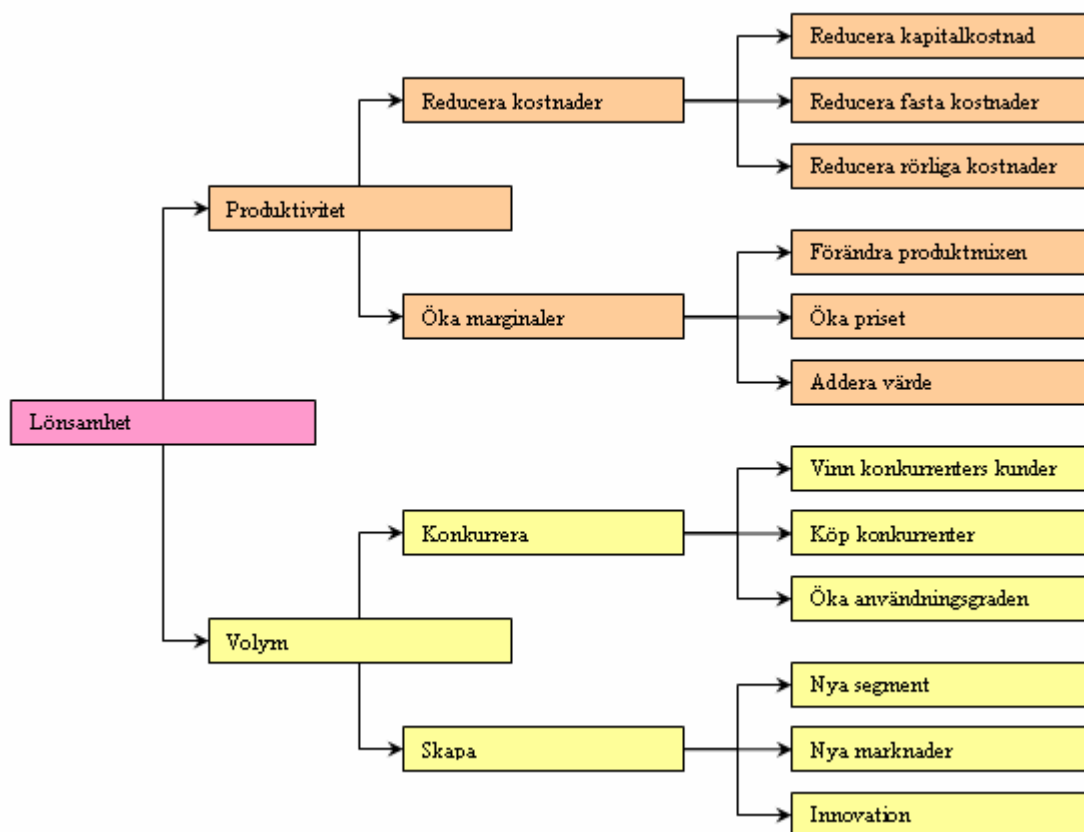 Reducera kapitalkostnad
Reducera kostnader
Reducera fasta kostnader
Reducera rörliga kostnader
Produktivitet
Förändra produktmixen
Öka marginaler
Öka priset
Addera värde
Lönsamhet
Vinn konkurrenters kunder
Konkurrera
Köp konkurrenter
Öka användningsgraden
Volym
Nya segment
Skapa
Nya marknader
Innovation